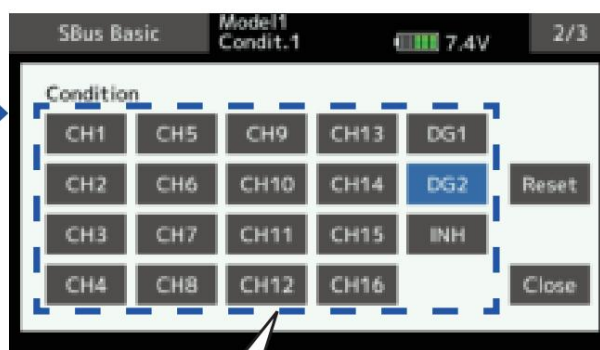 SBus Basic Model1 7.4V 2/3
Condit.1
Condition
CH1 CH5 CH9 CH13 DG1
CH2 CH6 CH10 CH14 DG2 Reset
CH3 CH7 CH11 CH15 INH
CH4 CH8 CH12 CH16 Close